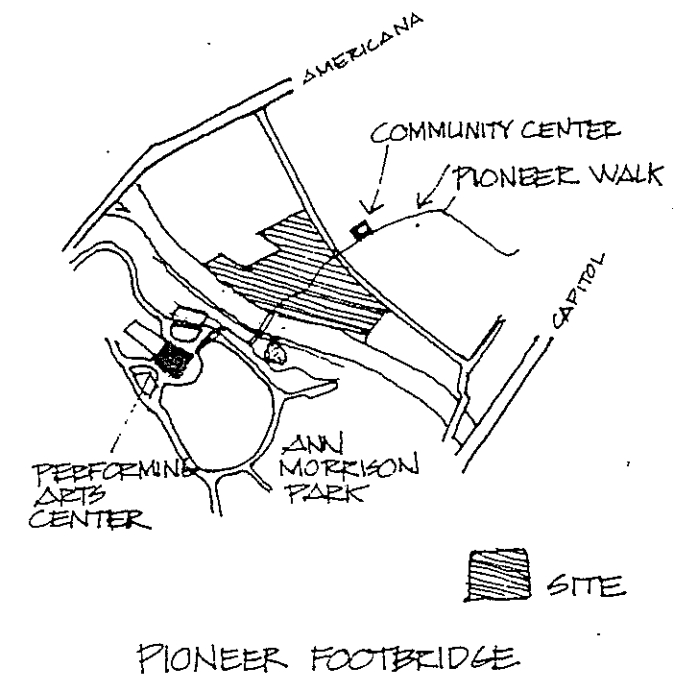 AMERICANA
COMMUNITY CENTER
PIONEER WALK
CAPITOL
PERFORMING
ARTS
CENTER
ANN
MORRISON
PARK
SITE
PIONEER FOOTBRIDGE